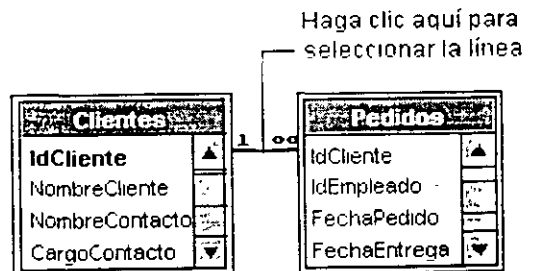 Haga clic aquí para
seleccionar la línea
Clientes
IdCliente
NombreCliente
NombreContacto
CargoContacto
1 ∞
Pedidos
IdCliente
IdEmpleado
FechaPedido
FechaEntrega